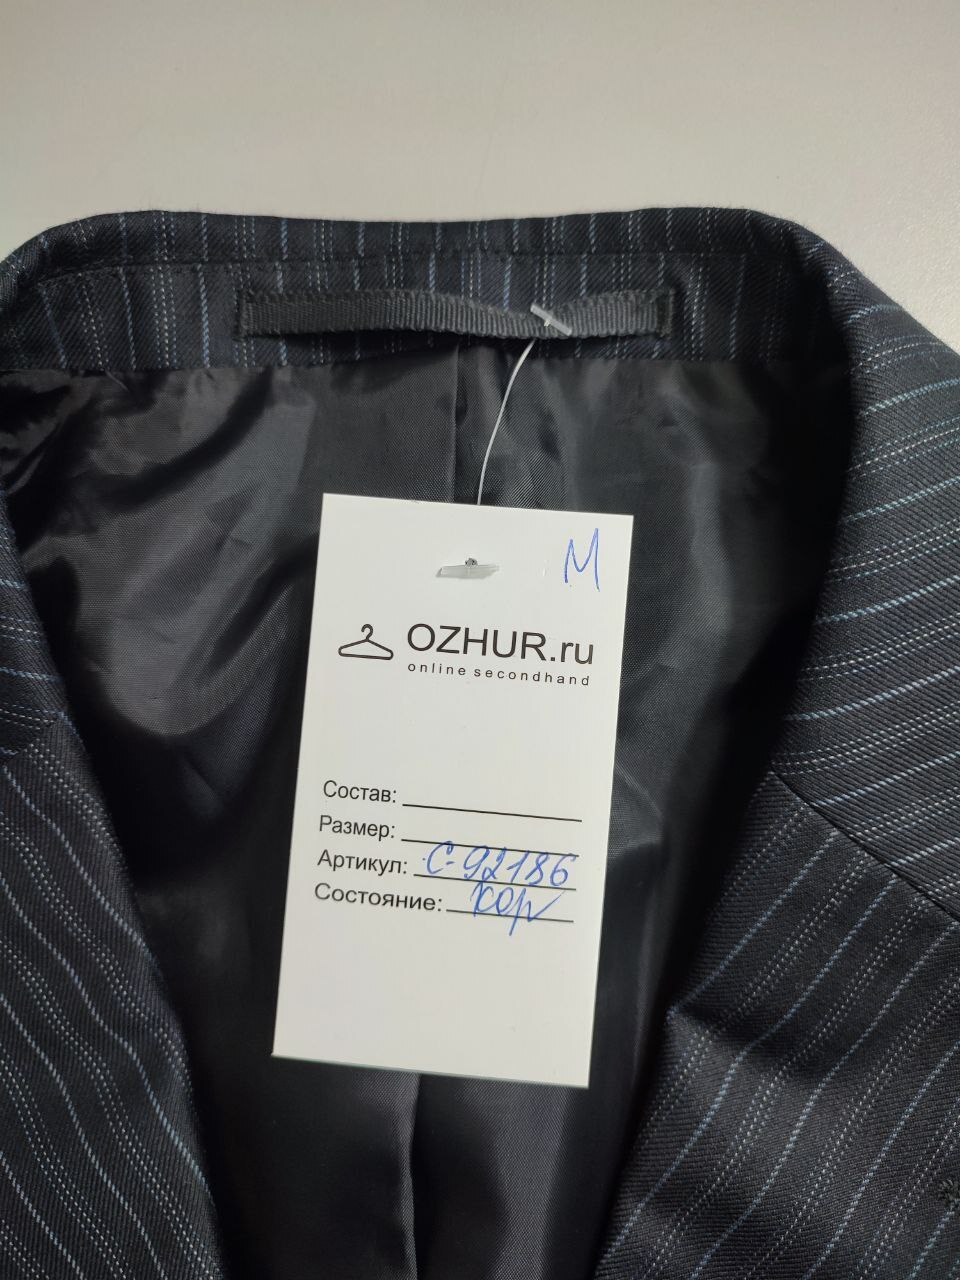 М
OZHUR.ru
online secondhand
Состав:
Размер:
Артикул: С-92186
Состояние: хор